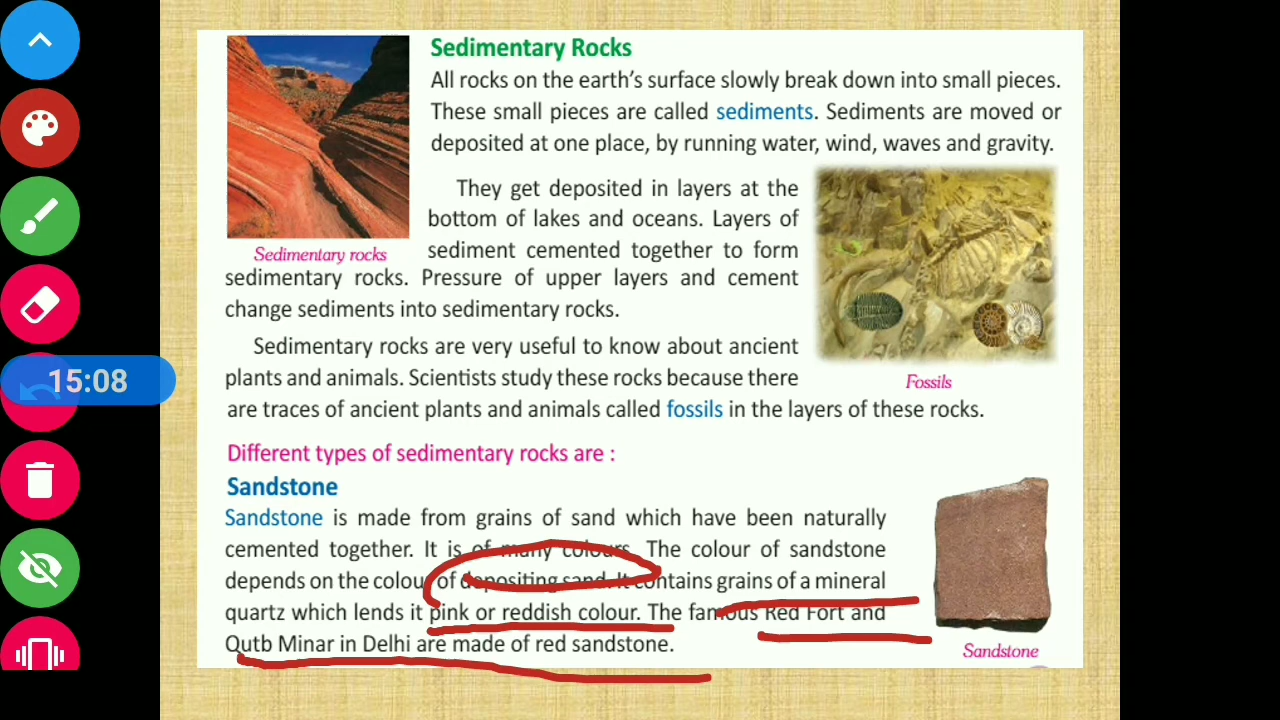 Sedimentary Rocks
All rocks on the earth's surface slowly break down into small pieces.
These small pieces are called sediments. Sediments are moved or
deposited at one place, by running water, wind, waves and gravity.
They get deposited in layers at the
bottom of lakes and oceans. Layers of
sediment cemented together to form
Sedimentary rocks
sedimentary rocks. Pressure of upper layers and cement
change sediments into sedimentary rocks.
Sedimentary rocks are very useful to know about ancient
plants and animals. Scientists study these rocks because there
15:08
Fossils
are traces of ancient plants and animals called fossils in the layers of these rocks.
Different types of sedimentary rocks are :
Sandstone
Sandstone is made from grains of sand which have been naturally
cemented together. It is of many colours. The colour of sandstone
depends on the colour of depositing sand. It contains grains of a mineral
quartz which lends it pink or reddish colour. The famous Red Fort and
Qutb Minar in Delhi are made of red sandstone.
Sandstone